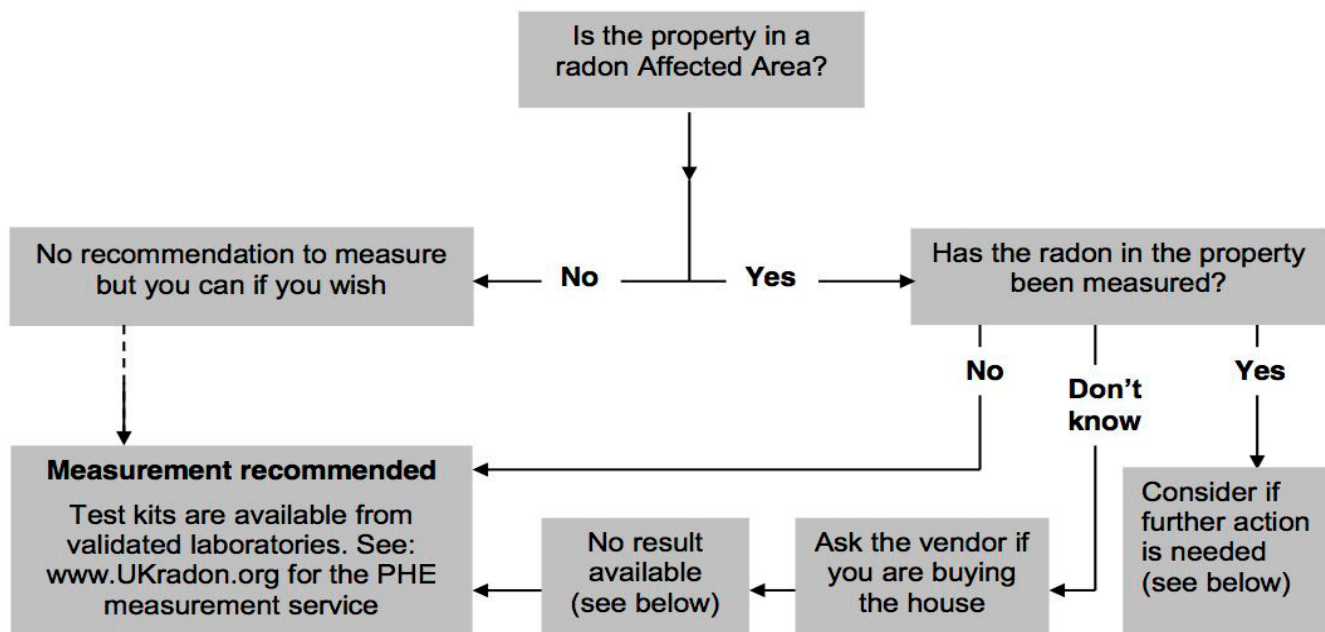 Is the property in a
radon Affected Area?
No recommendation to measure
but you can if you wish
No
Yes
Has the radon in the property
been measured?
No
Don't
know
Yes
Measurement recommended
Test kits are available from
validated laboratories. See:
www.UKradon.org for the PHE
measurement service
No result
available
(see below)
Ask the vendor if
you are buying
the house
Consider if
further action
is needed
(see below)